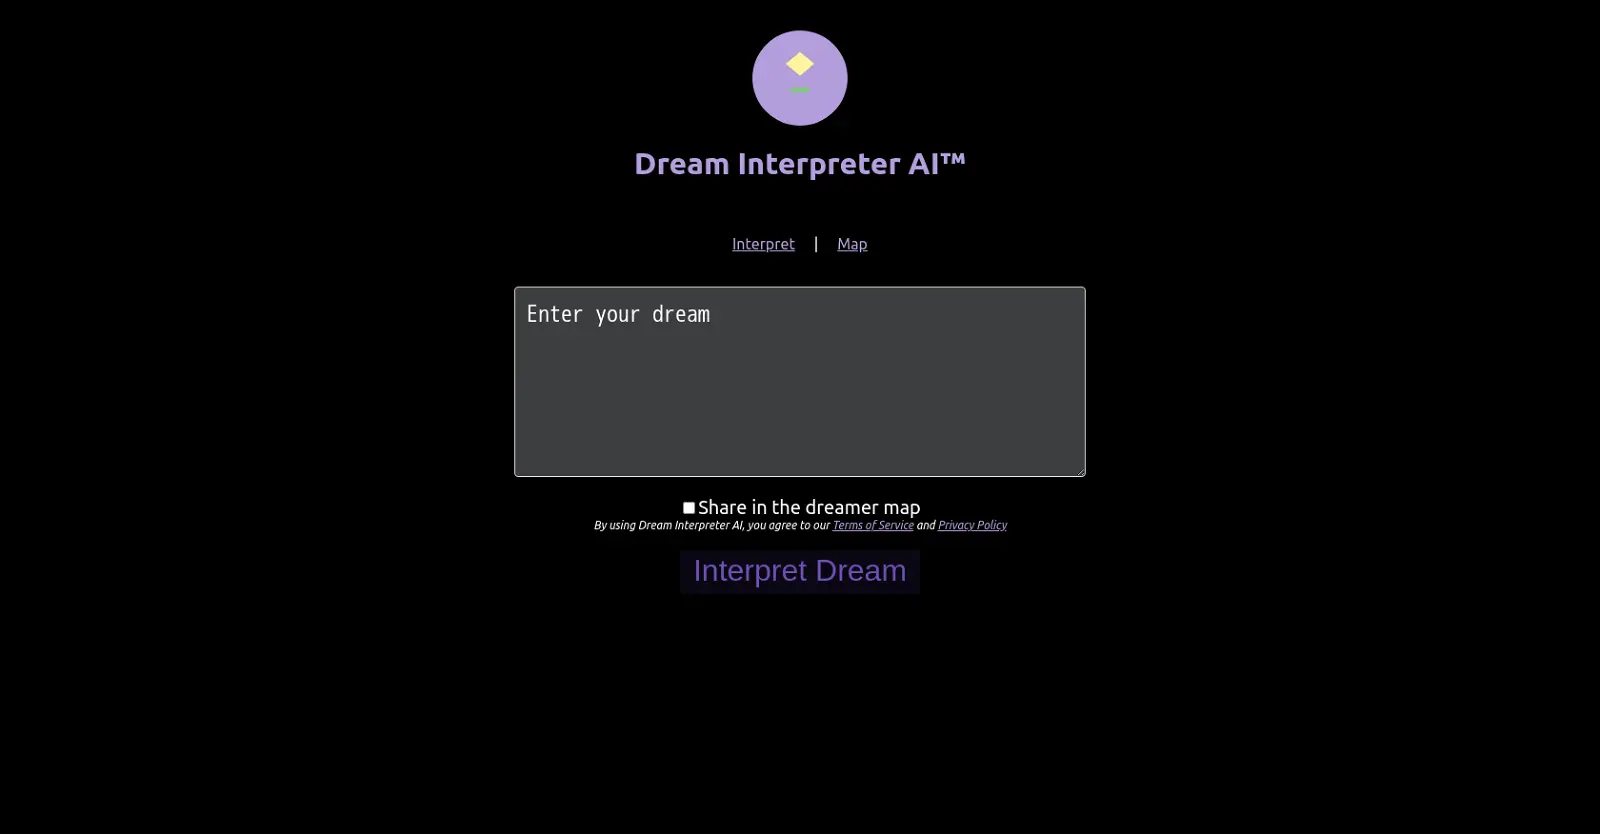 Dream Interpreter AI™
Interpret | Map
Enter your dream
Share in the dreamer map
By using Dream Interpreter AI, you agree to our Terms of Service and Privacy Policy
Interpret Dream